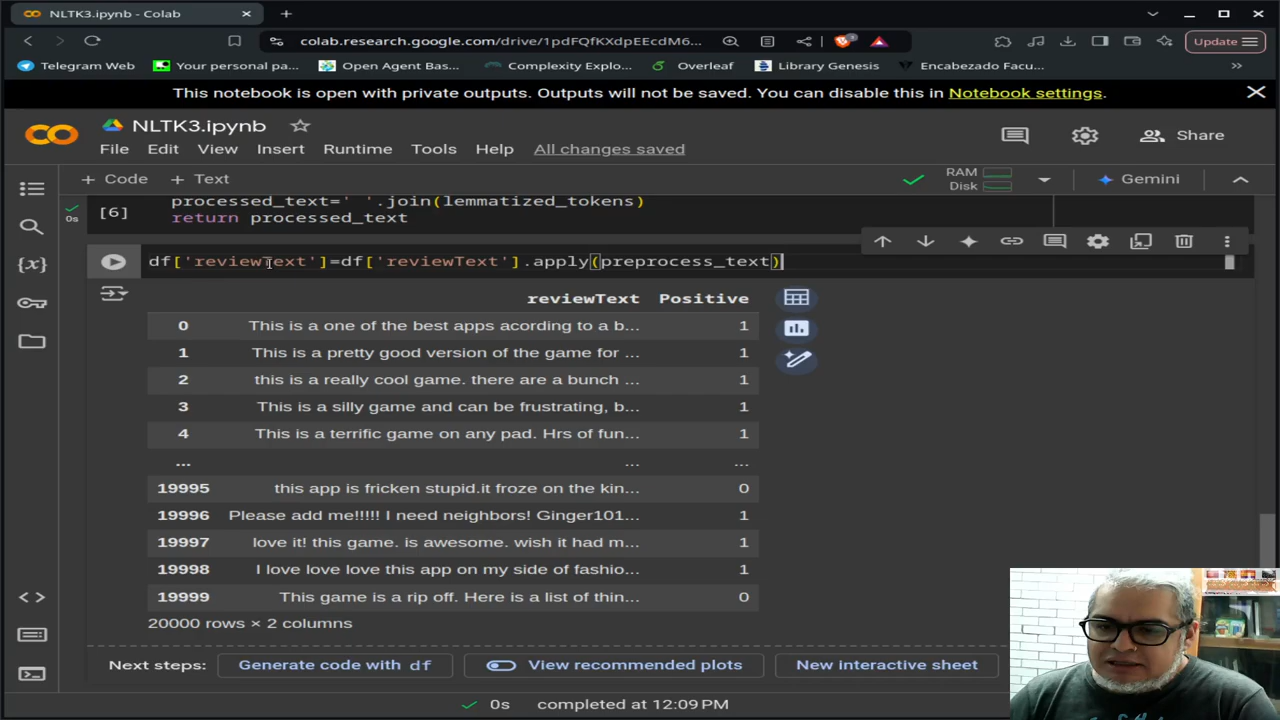 NLTK3.ipynb - Colab
colab.research.google.com/drive/1pdFQfKXdpEEcdM6...
Update
Telegram Web
Your personal pa...
Open Agent Bas...
Complexity Explo...
Overleaf
Library Genesis
Encabezado Facu...
This notebook is open with private outputs. Outputs will not be saved. You can disable this in Notebook settings.
NLTK3.ipynb
File Edit View Insert Runtime Tools Help All changes saved
Share
+ Code + Text
RAM
Disk
Gemini
[6]
0s
processed_text=' '.join(lemmatized_tokens)
return processed_text
df['reviewText']=df['reviewText'].apply(preprocess_text)
reviewText Positive
0 This is a one of the best apps acording to a b... 1
1 This is a pretty good version of the game for ... 1
2 this is a really cool game. there are a bunch ... 1
3 This is a silly game and can be frustrating, b... 1
4 This is a terrific game on any pad. Hrs of fun... 1
... ... ...
19995 this app is fricken stupid.it froze on the kin... 0
19996 Please add me!!!!! I need neighbors! Ginger101... 1
19997 love it! this game. is awesome. wish it had m... 1
19998 I love love love this app on my side of fashio... 1
19999 This game is a rip off. Here is a list of thin... 0
20000 rows × 2 columns
Next steps: Generate code with df View recommended plots New interactive sheet
0s completed at 12:09 PM